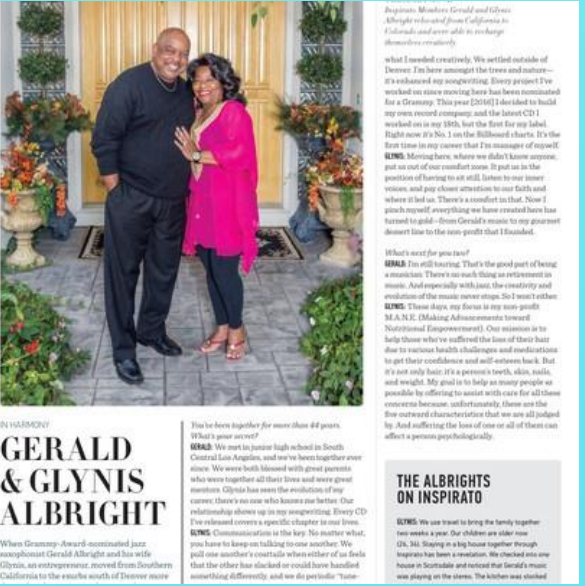 IN HARMONY
GERALD
& GLYNIS
ALBRIGHT
When Grammy-Award-nominated jazz
saxophonist Gerald Albright and his wife
Glynis, an entrepreneur, moved from Southern
California to the exurbs south of Denver more
You've been together for more than 44 years.
What's your secret?
GERALD: We met in junior high school in South
Central Los Angeles, and we've been together ever
since. We were both blessed with great parents
who were together all their lives and were great
mentors. Glynis has seen the evolution of my
career; there's no one who knows me better. Our
relationship shows up in my songwriting. Every CD
I've released covers a specific chapter in our lives.
GLYNIS: Communication is the key. No matter what,
you have to keep on talking to one another. We
pull one another's coattails when either of us feels
that the other has slacked or could have handled
something differently, and we do periodic "tune-
Inspirato Members Gerald and Glynis
Albright relocated from California to
Colorado and were able to recharge
themselves creatively.
what I needed creatively. We settled outside of
Denver. I'm here amongst the trees and nature—
it's enhanced my songwriting. Every project I've
worked on since moving here has been nominated
for a Grammy. This year [2016] I decided to build
my own record company, and the latest CD I
worked on is my 18th, but the first for my label.
Right now it's No. 1 on the Billboard charts. It's the
first time in my career that I'm manager of myself.
GLYNIS: Moving here, where we didn't know anyone,
put us out of our comfort zone. It put us in the
position of having to sit still, listen to our inner
voices, and pay closer attention to our faith and
where it led us. There's a comfort in that. Now I
pinch myself; everything we have created here has
turned to gold—from Gerald's music to my gourmet
dessert line to the non-profit that I founded.
What's next for you two?
GERALD: I'm still touring. That's the good part of being
a musician: There's no such thing as retirement in
music. And especially with jazz, the creativity and
evolution of the music never stops. So I won't either.
GLYNIS: These days, my focus is my non-profit
M.A.N.E. (Making Advancements toward
Nutritional Empowerment). Our mission is to
help those who've suffered the loss of their hair
due to various health challenges and medications
to get their confidence and self-esteem back. But
it's not only hair; it's a person's teeth, skin, nails,
and weight. My goal is to help as many people as
possible by offering to assist with care for all these
concerns because, unfortunately, these are the
five outward characteristics that we are all judged
by. And suffering the loss of one or all of them can
affect a person psychologically.
THE ALBRIGHTS
ON INSPIRATO
GLYNIS: We use travel to bring the family together
two weeks a year. Our children are older now
(26, 34). Staying in a big house together through
Inspirato has been a revelation. We checked into one
house in Scottsdale and noticed that Gerald's music
was playing on the stereo. The kitchen was stocked